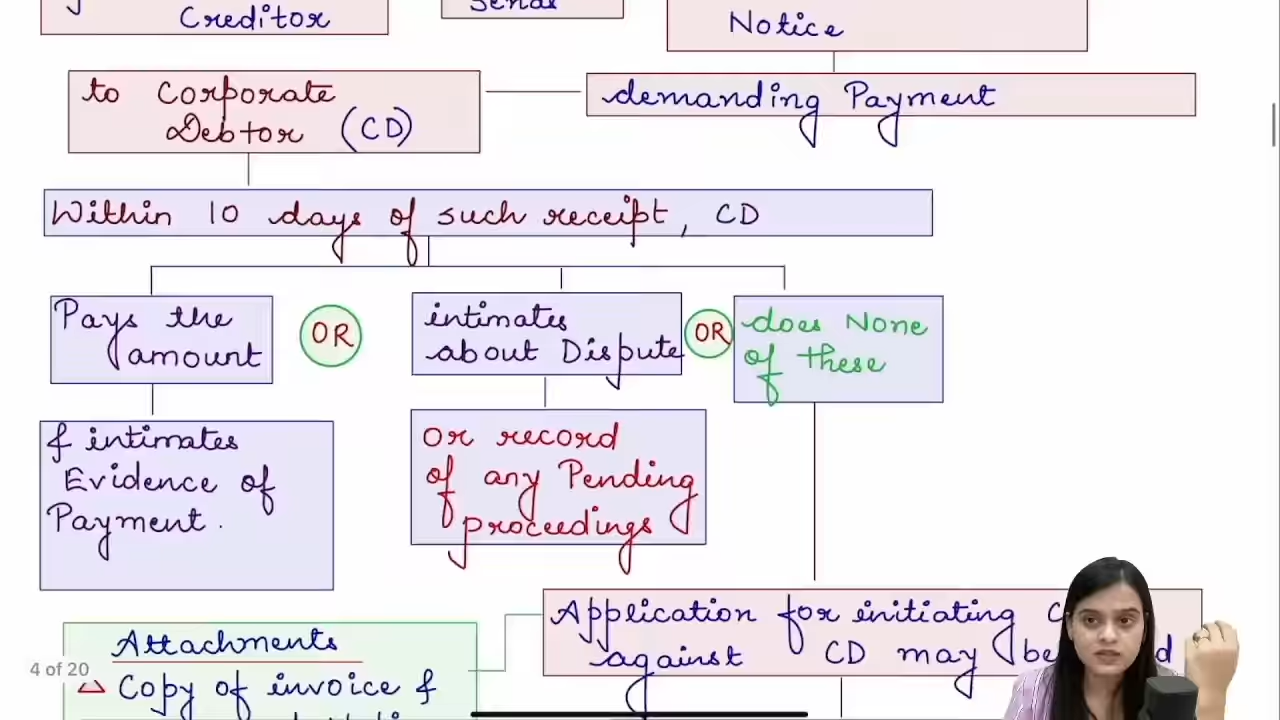 Creditor
Send
Notice
to Corporate
Debtor (CD)
demanding Payment
Within 10 days of such receipt, CD
Pays the
amount
OR
intimates
about Dispute
OR
does None
of these
& intimates
Evidence of
Payment.
or record
of any Pending
proceedings
Application for initiating
against CD may be
Attachments
4 of 20
Copy of invoice &